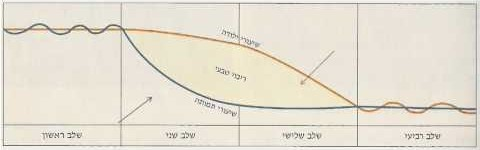 שיעורי ילודה
ריבוי טבעי
שיעורי תמותה
שלב ראשון
שלב שני
שלב שלישי
שלב רביעי